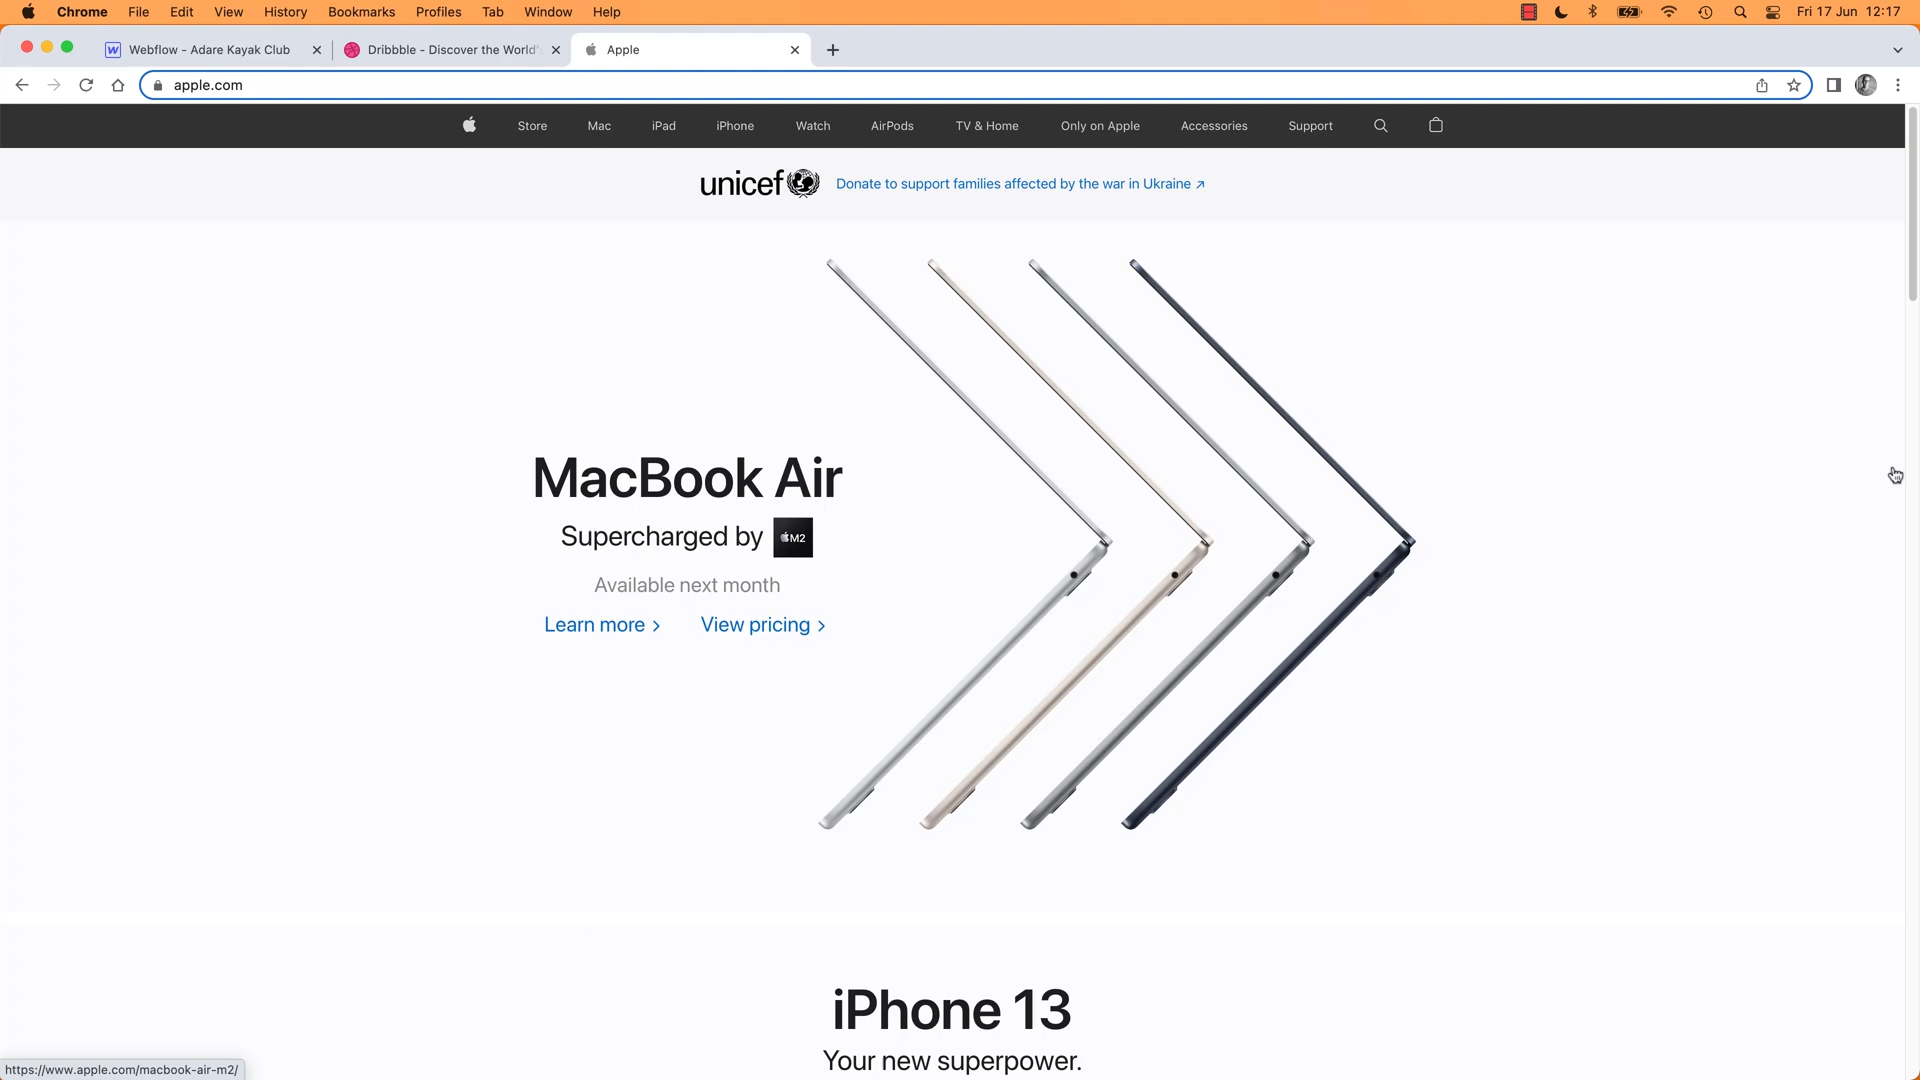 Chrome File Edit View History Bookmarks Profiles Tab Window Help Fri 17 Jun 12:17
Webflow - Adare Kayak Club Dribbble - Discover the World' Apple
apple.com
Store Mac iPad iPhone Watch AirPods TV & Home Only on Apple Accessories Support
unicef Donate to support families affected by the war in Ukraine ↗
MacBook Air
Supercharged by M2
Available next month
Learn more > View pricing >
iPhone 13
Your new superpower.
https://www.apple.com/macbook-air-m2/